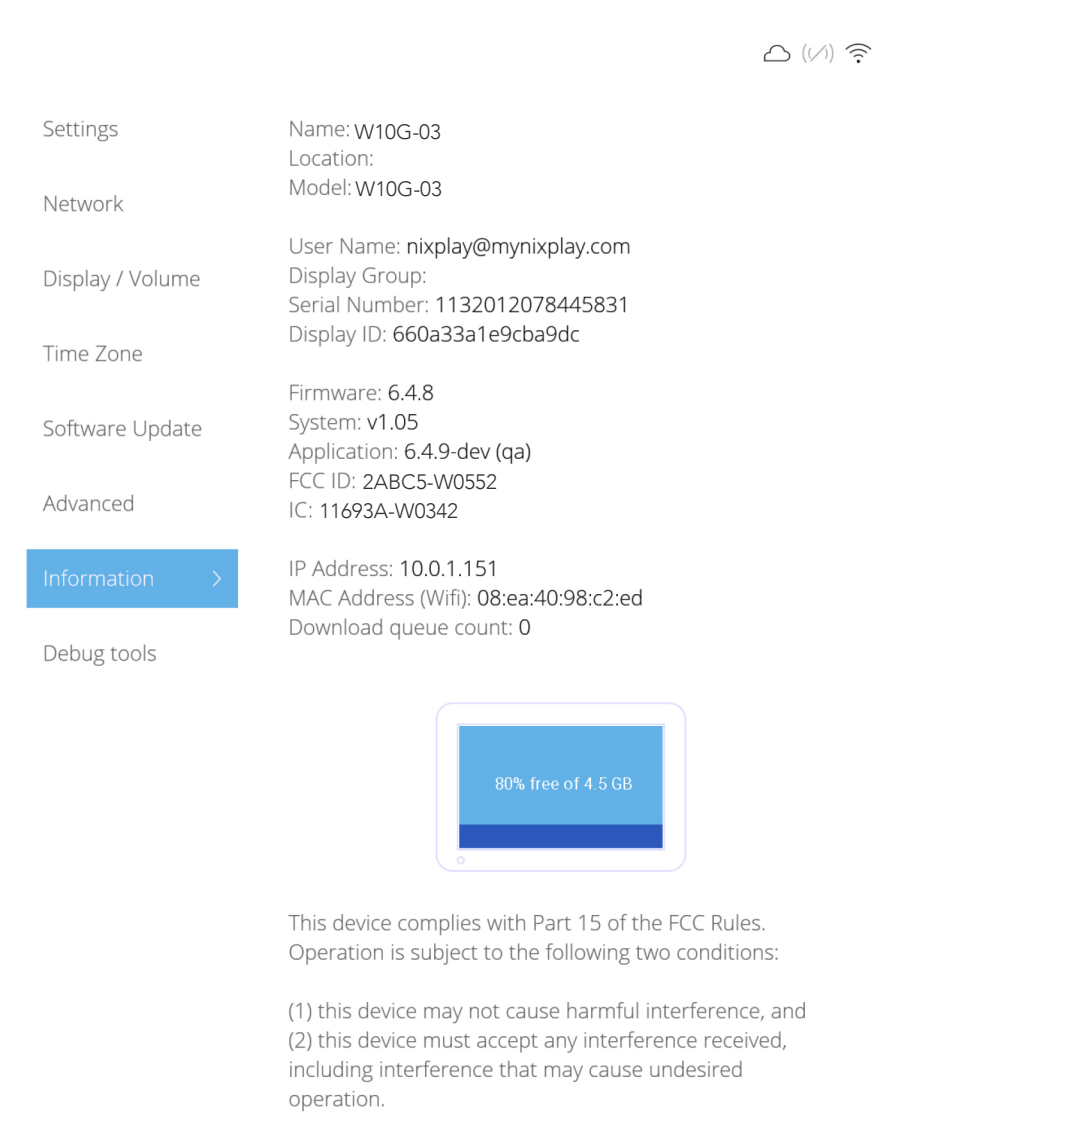 Settings
Network
Display / Volume
Time Zone
Software Update
Advanced
Information
Debug tools
Name: W10G-03
Location:
Model: W10G-03
User Name: nixplay@mynixplay.com
Display Group:
Serial Number: 1132012078445831
Display ID: 660a33a1e9cba9dc
Firmware: 6.4.8
System: v1.05
Application: 6.4.9-dev (qa)
FCC ID: 2ABC5-W0552
IC: 11693A-W0342
IP Address: 10.0.1.151
MAC Address (Wifi): 08:ea:40:98:c2:ed
Download queue count: 0
80% free of 4.5 GB
This device complies with Part 15 of the FCC Rules.
Operation is subject to the following two conditions:
(1) this device may not cause harmful interference, and
(2) this device must accept any interference received,
including interference that may cause undesired
operation.